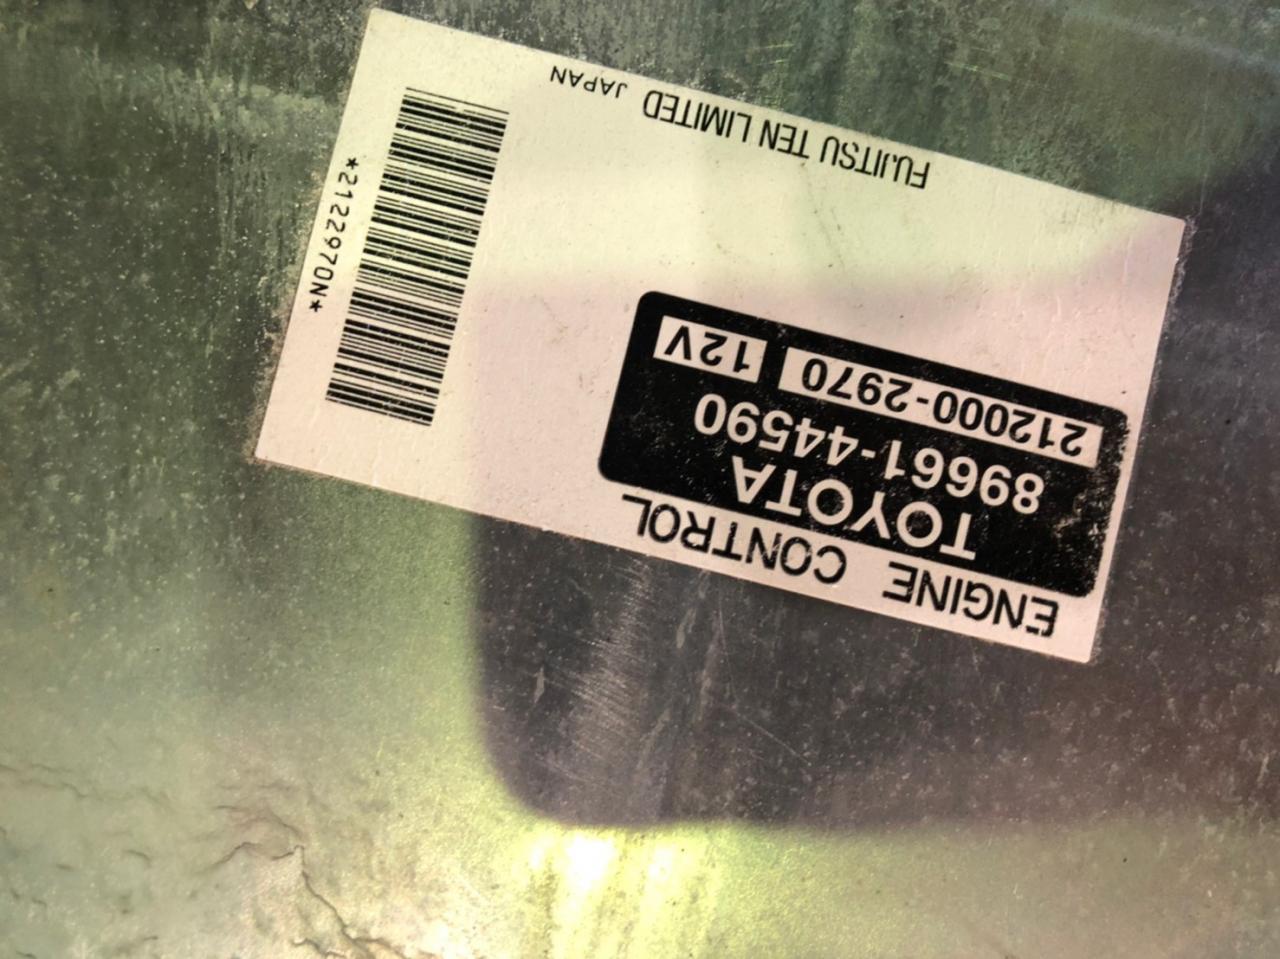 ENGINE CONTROL
TOYOTA
89661-44590
212000-2970 12V
FUJITSU TEN LIMITED JAPAN
*2122970N*